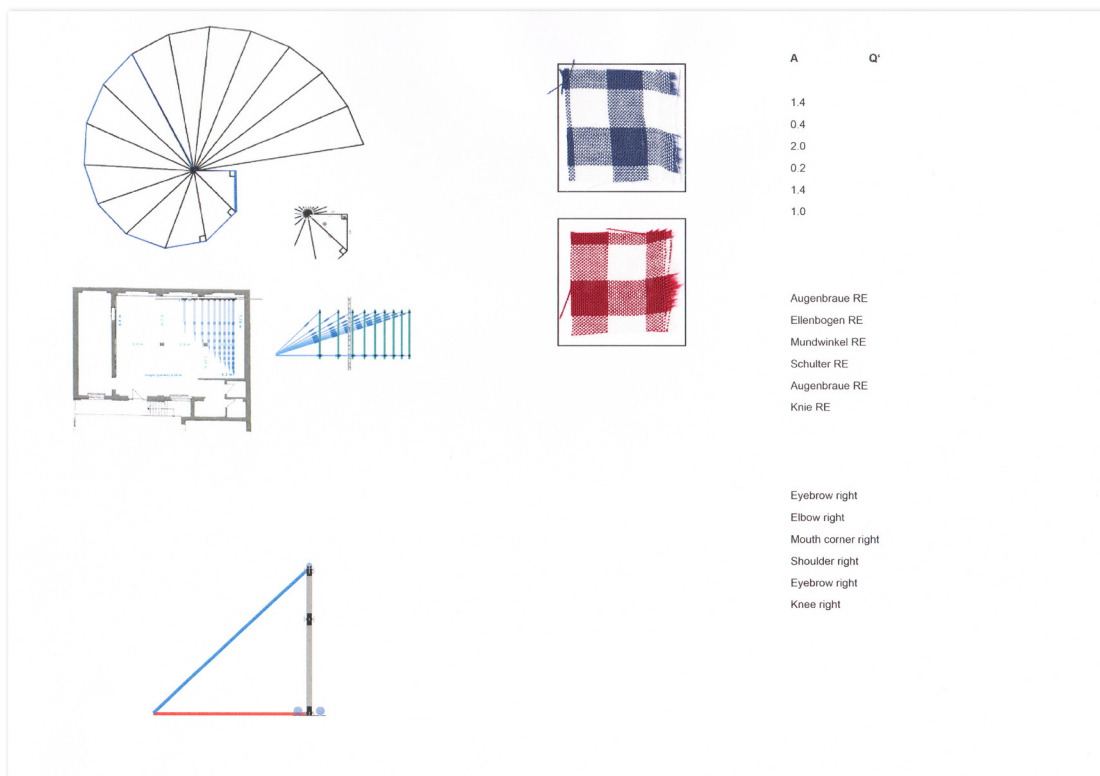 A Q'
1.4
0.4
2.0
0.2
1.4
1.0
Augenbraue RE
Ellenbogen RE
Mundwinkel RE
Schulter RE
Augenbraue RE
Knie RE
Eyebrow right
Elbow right
Mouth corner right
Shoulder right
Eyebrow right
Knee right